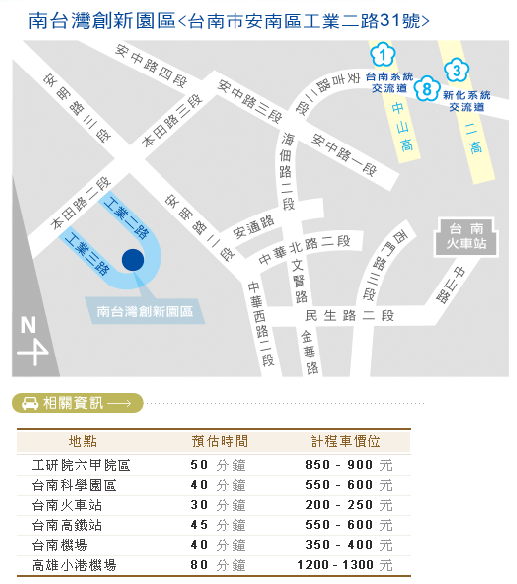 南台灣創新園區<台南市安南區工業二路31號>
1
台南系統
交流道
8
3
新化系統
交流道
中山高
二高
安中路四段
安中路三段
安中路一段
安明路三段
本田路三段
本田路二段
安明路二段
工業二路
工業三路
南台灣創新園區
海佃路二段
安通路
中華北路二段
文賢路
西門路三段
台南
火車站
中山路
中華西路二段
民生路二段
金華路
N
相關資訊
地點 預估時間 計程車價位
工研院六甲院區 50 分鐘 850 - 900 元
台南科學園區 40 分鐘 550 - 600 元
台南火車站 30 分鐘 200 - 250 元
台南高鐵站 45 分鐘 550 - 600 元
台南機場 40 分鐘 350 - 400 元
高雄小港機場 80 分鐘 1200 - 1300 元